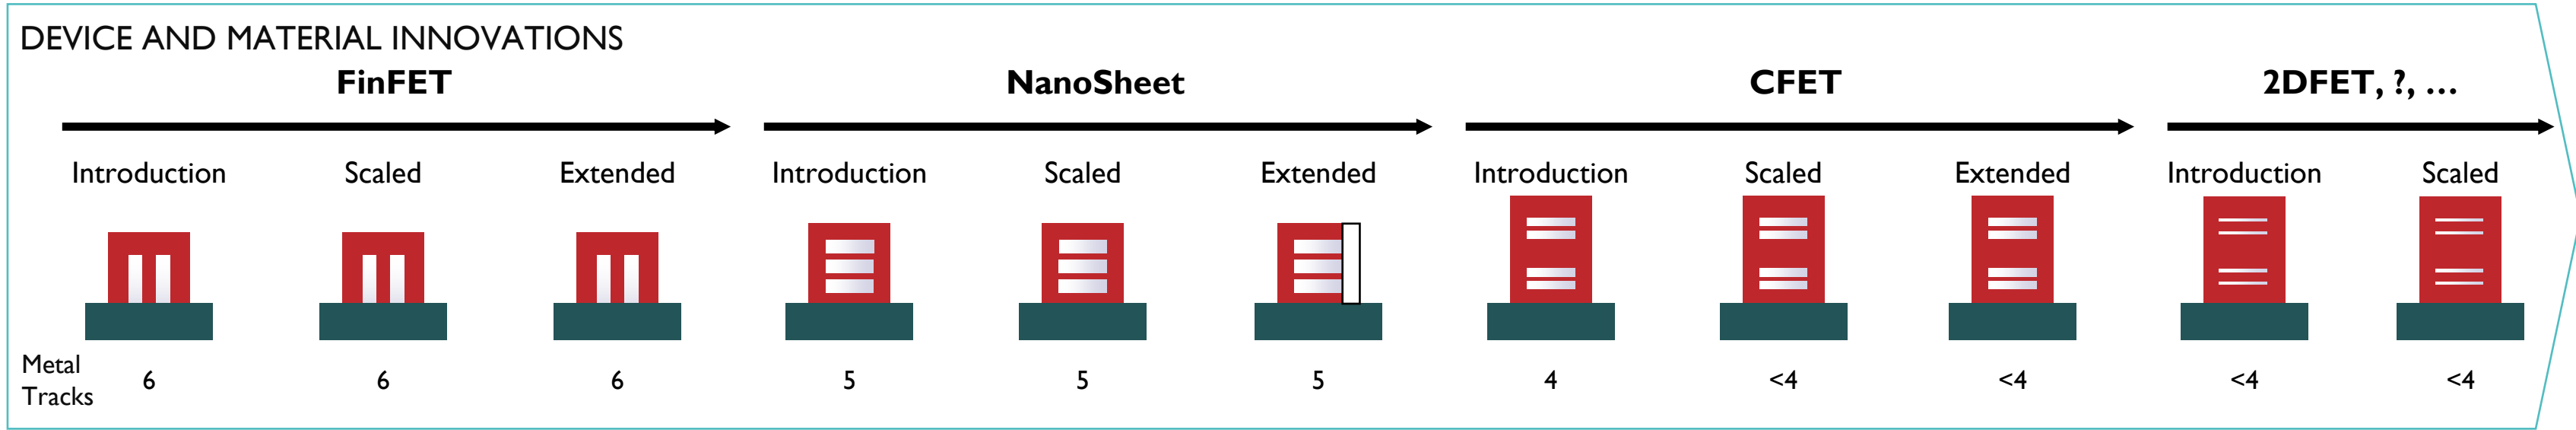 DEVICE AND MATERIAL INNOVATIONS
FinFET NanoSheet CFET 2DFET, ?, ...
Introduction Scaled Extended Introduction Scaled Extended Introduction Scaled Extended Introduction Scaled
Metal
Tracks 6 6 6 5 5 5 4 <4 <4 <4 <4